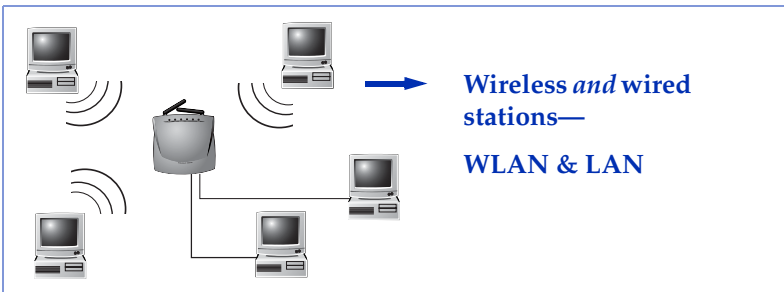 Wireless and wired
stations—
WLAN & LAN